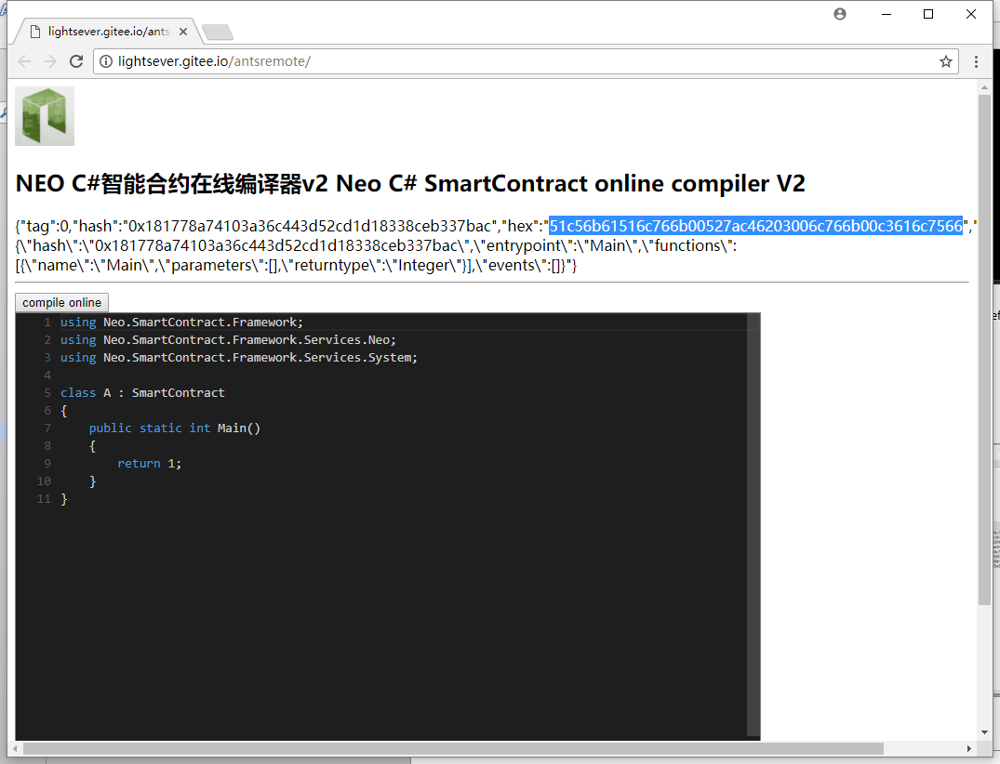 lightsever.gitee.io/ants
lightsever.gitee.io/antsremote/
NEO C#智能合约在线编译器v2 Neo C# SmartContract online compiler V2
{"tag":0,"hash":"0x181778a74103a36c443d52cd1d18338ceb337bac","hex":"51c56b61516c766b00527ac46203006c766b00c3616c7566","
{\"hash\":\"0x181778a74103a36c443d52cd1d18338ceb337bac\",\"entrypoint\":\"Main\",\"functions\":
[{\"name\":\"Main\",\"parameters\":[],\"returntype\":\"Integer\"}],\"events\":[]}"}
compile online
1 using Neo.SmartContract.Framework;
2 using Neo.SmartContract.Framework.Services.Neo;
3 using Neo.SmartContract.Framework.Services.System;
4
5 class A : SmartContract
6 {
7 public static int Main()
8 {
9 return 1;
10 }
11 }